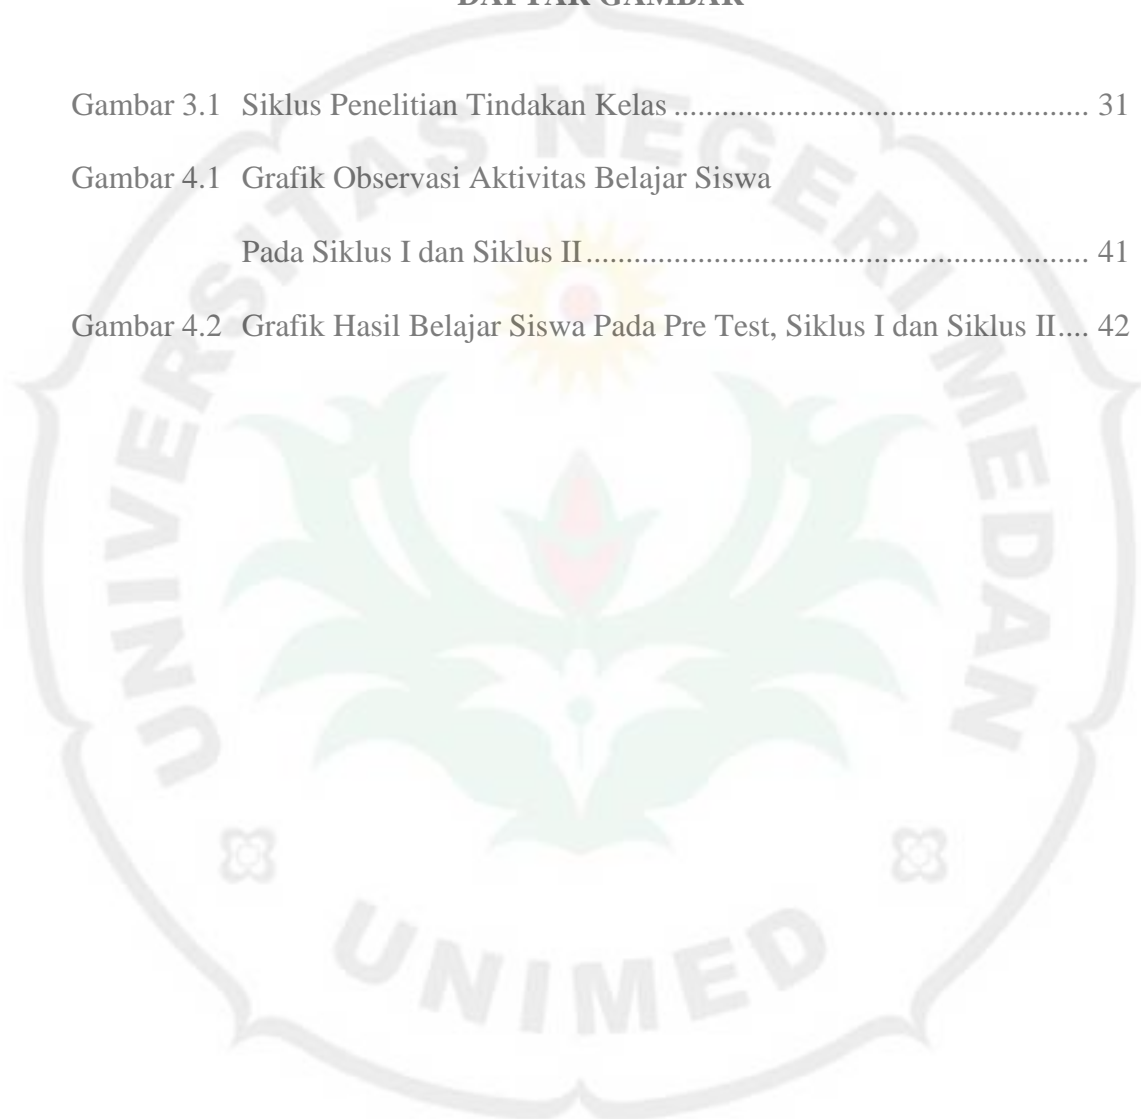 DAFTAR GAMBAR
Gambar 3.1 Siklus Penelitian Tindakan Kelas .................................................... 31
Gambar 4.1 Grafik Observasi Aktivitas Belajar Siswa
Pada Siklus I dan Siklus II ............................................................... 41
Gambar 4.2 Grafik Hasil Belajar Siswa Pada Pre Test, Siklus I dan Siklus II.... 42
UNIVERSITAS NEGERI MEDAN
UNIMED